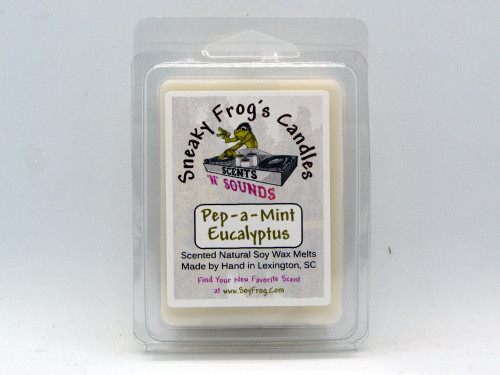 Sneaky Frog's Candles
SCENTS
'N' SOUNDS
Pep-a-Mint
Eucalyptus
Scented Natural Soy Wax Melts
Made by Hand in Lexington, SC
Find Your New Favorite Scent
at www.SoyFrog.Com